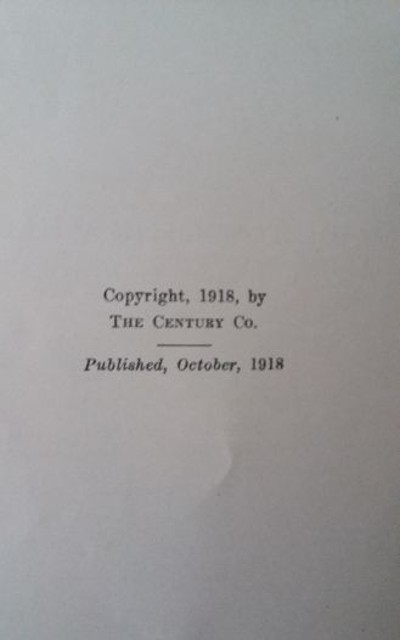 Copyright, 1918, by
THE CENTURY CO.
Published, October, 1918